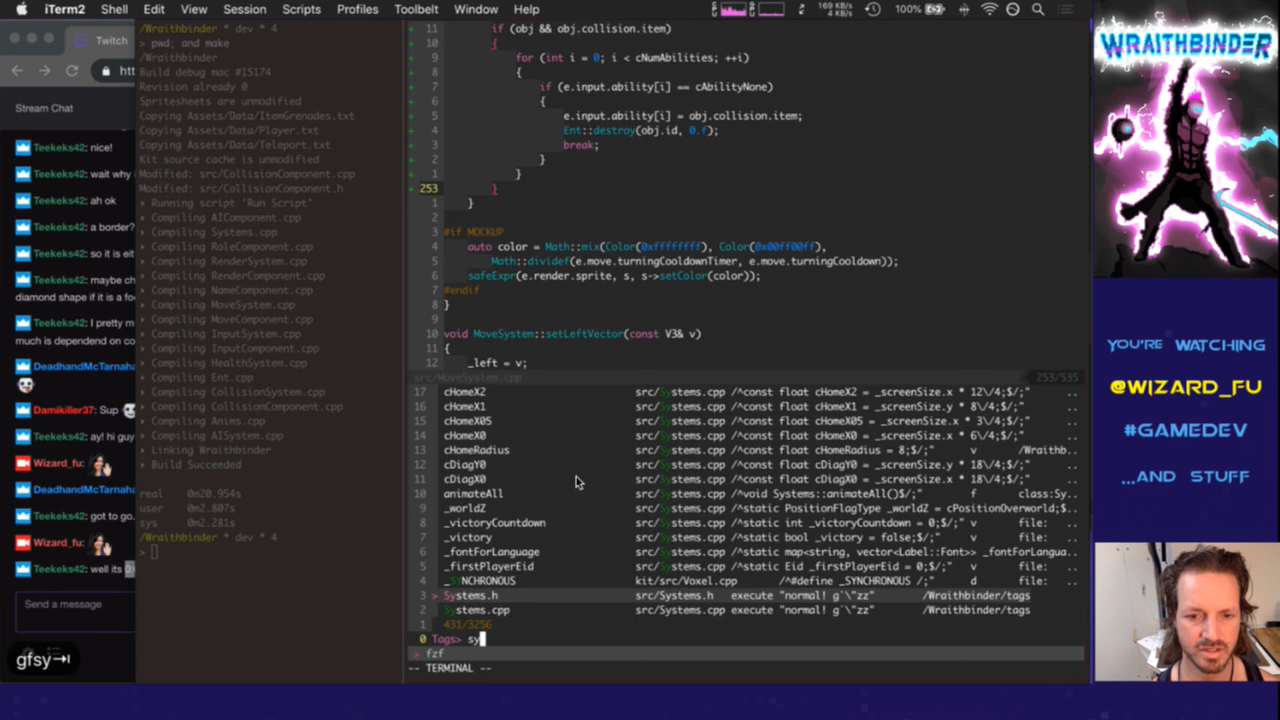 iTerm2 Shell Edit View Session Scripts Profiles Toolbelt Window Help
169 KB/s
4 KB/s
100%
Twitch
htt
Stream Chat
Teekeks42: nice!
Teekeks42: wait why
Teekeks42: ah ok
Teekeks42: a border?
Teekeks42: so it eit
Teekeks42: maybe ch
diamond shape if it is a fo
Teekeks42: I pretty m
much is dependend on co
DeadhandMcTarnaha
Damikiller37: Sup
Teekeks42: ay! hi guy
Wizard_fu:
DeadhandMcTarnaha
Teekeks42: got to go.
Wizard_fu:
Teekeks42: well its
Send a message
gfsy
/Wraithbinder * dev * 4
> pwd; and make
/Wraithbinder
Build debug mac #15174
Revision already 0
Spritesheets are unmodified
Copying Assets/Data/ItemGrenades.txt
Copying Assets/Data/Player.txt
Copying Assets/Data/Teleport.txt
Kit source cache is unmodified
Modified: src/CollisionComponent.cpp
Modified: src/CollisionComponent.h
Running script 'Run Script'
Compiling AIComponent.cpp
Compiling Systems.cpp
Compiling RoleComponent.cpp
Compiling RenderSystem.cpp
Compiling RenderComponent.cpp
Compiling NameComponent.cpp
Compiling MoveSystem.cpp
Compiling MoveComponent.cpp
Compiling InputSystem.cpp
Compiling InputComponent.cpp
Compiling HealthSystem.cpp
Compiling Ent.cpp
Compiling CollisionSystem.cpp
Compiling CollisionComponent.cpp
Compiling Anims.cpp
Compiling AISystem.cpp
Linking Wraithbinder
Build Succeeded
real 0m20.954s
user 0m2.807s
sys 0m2.281s
/Wraithbinder * dev * 4
>
+ 11 if (obj && obj.collision.item)
+ 10 {
+ 9 for (int i = 0; i < cNumAbilities; ++i)
+ 8 {
+ 7 if (e.input.ability[i] == cAbilityNone)
+ 6 {
+ 5 e.input.ability[i] = obj.collision.item;
+ 4 Ent::destroy(obj.id, 0.f);
+ 3 break;
+ 2 }
+ 1 }
+ 253 }
1 }
2
3 #if MOCKUP
4 auto color = Math::mix(Color(0xffffffff), Color(0x00ff00ff),
5 Math::dividef(e.move.turningCooldownTimer, e.move.turningCooldown));
6 safeExpr(e.render.sprite, s, s->setColor(color));
7 #endif
8 }
9
10 void MoveSystem::setLeftVector(const V3& v)
11 {
12 _left = v;
src/MoveSystem.cpp 253/535
17 cHomeX2 src/Systems.cpp /^const float cHomeX2 = _screenSize.x * 12\/4;$/;" ..
16 cHomeX1 src/Systems.cpp /^const float cHomeX1 = _screenSize.y * 8\/4;$/;" ..
15 cHomeX05 src/Systems.cpp /^const float cHomeX05 = _screenSize.x * 3\/4;$/;" ..
14 cHomeX0 src/Systems.cpp /^const float cHomeX0 = _screenSize.x * 6\/4;$/;" ..
13 cHomeRadius src/Systems.cpp /^const float cHomeRadius = 8;$/;" v /Wraithb..
12 cDiagY0 src/Systems.cpp /^const float cDiagY0 = _screenSize.y * 18\/4;$/;" ..
11 cDiagX0 src/Systems.cpp /^const float cDiagX0 = _screenSize.x * 18\/4;$/;" ..
10 animateAll src/Systems.cpp /^void Systems::animateAll()$/;" f class:Sy..
9 _worldZ src/Systems.cpp /^static PositionFlagType _worldZ = cPositionOverworld;$..
8 _victoryCountdown src/Systems.cpp /^static int _victoryCountdown = 0;$/;" v file: ..
7 _victory src/Systems.cpp /^static bool _victory = false;$/;" v file: ..
6 _fontForLanguage src/Systems.cpp /^static map<string, vector<Label::Font>> _fontForLangua..
5 _firstPlayerEid src/Systems.cpp /^static Eid _firstPlayerEid = 0;$/;" v file: ..
4 _SYNCHRONOUS kit/src/Voxel.cpp /^#define _SYNCHRONOUS /;" d file: ..
3 > Systems.h src/Systems.h execute "normal! g`\"zz" /Wraithbinder/tags
2 Systems.cpp src/Systems.cpp execute "normal! g`\"zz" /Wraithbinder/tags
1 431/3256
0 Tags> sy
> fzf
-- TERMINAL --
WRAITHBINDER
YOU'RE WATCHING
@WIZARD_FU
#GAMEDEV
...AND STUFF